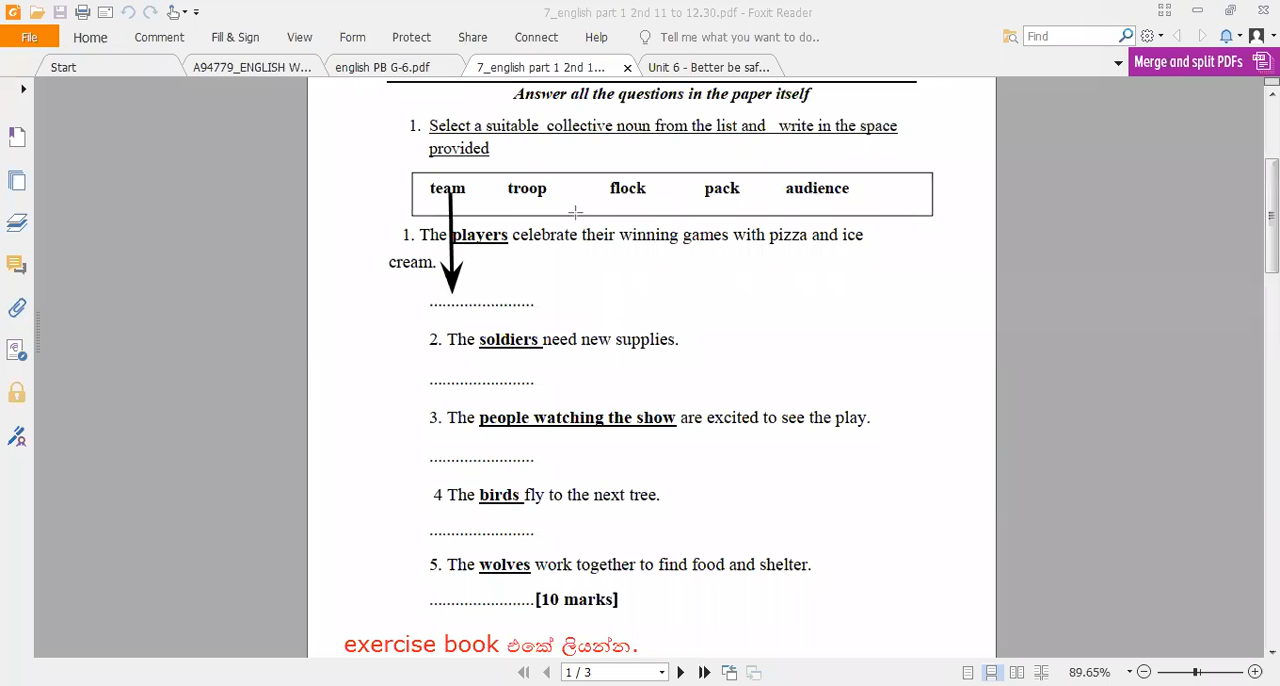 7_english part 1 2nd 11 to 12.30.pdf - Foxit Reader
File Home Comment Fill & Sign View Form Protect Share Connect Help Tell me what you want to do.. Find
Start A94779_ENGLISH W... english PB G-6.pdf 7_english part 1 2nd 1... Unit 6 - Better be saf... Merge and split PDFs
Answer all the questions in the paper itself
1. Select a suitable collective noun from the list and write in the space
provided
team troop flock pack audience
1. The players celebrate their winning games with pizza and ice
cream.
........................
2. The soldiers need new supplies.
........................
3. The people watching the show are excited to see the play.
........................
4 The birds fly to the next tree.
........................
5. The wolves work together to find food and shelter.
........................[10 marks]
exercise book එකේ ලියන්න.
1 / 3 89.65%